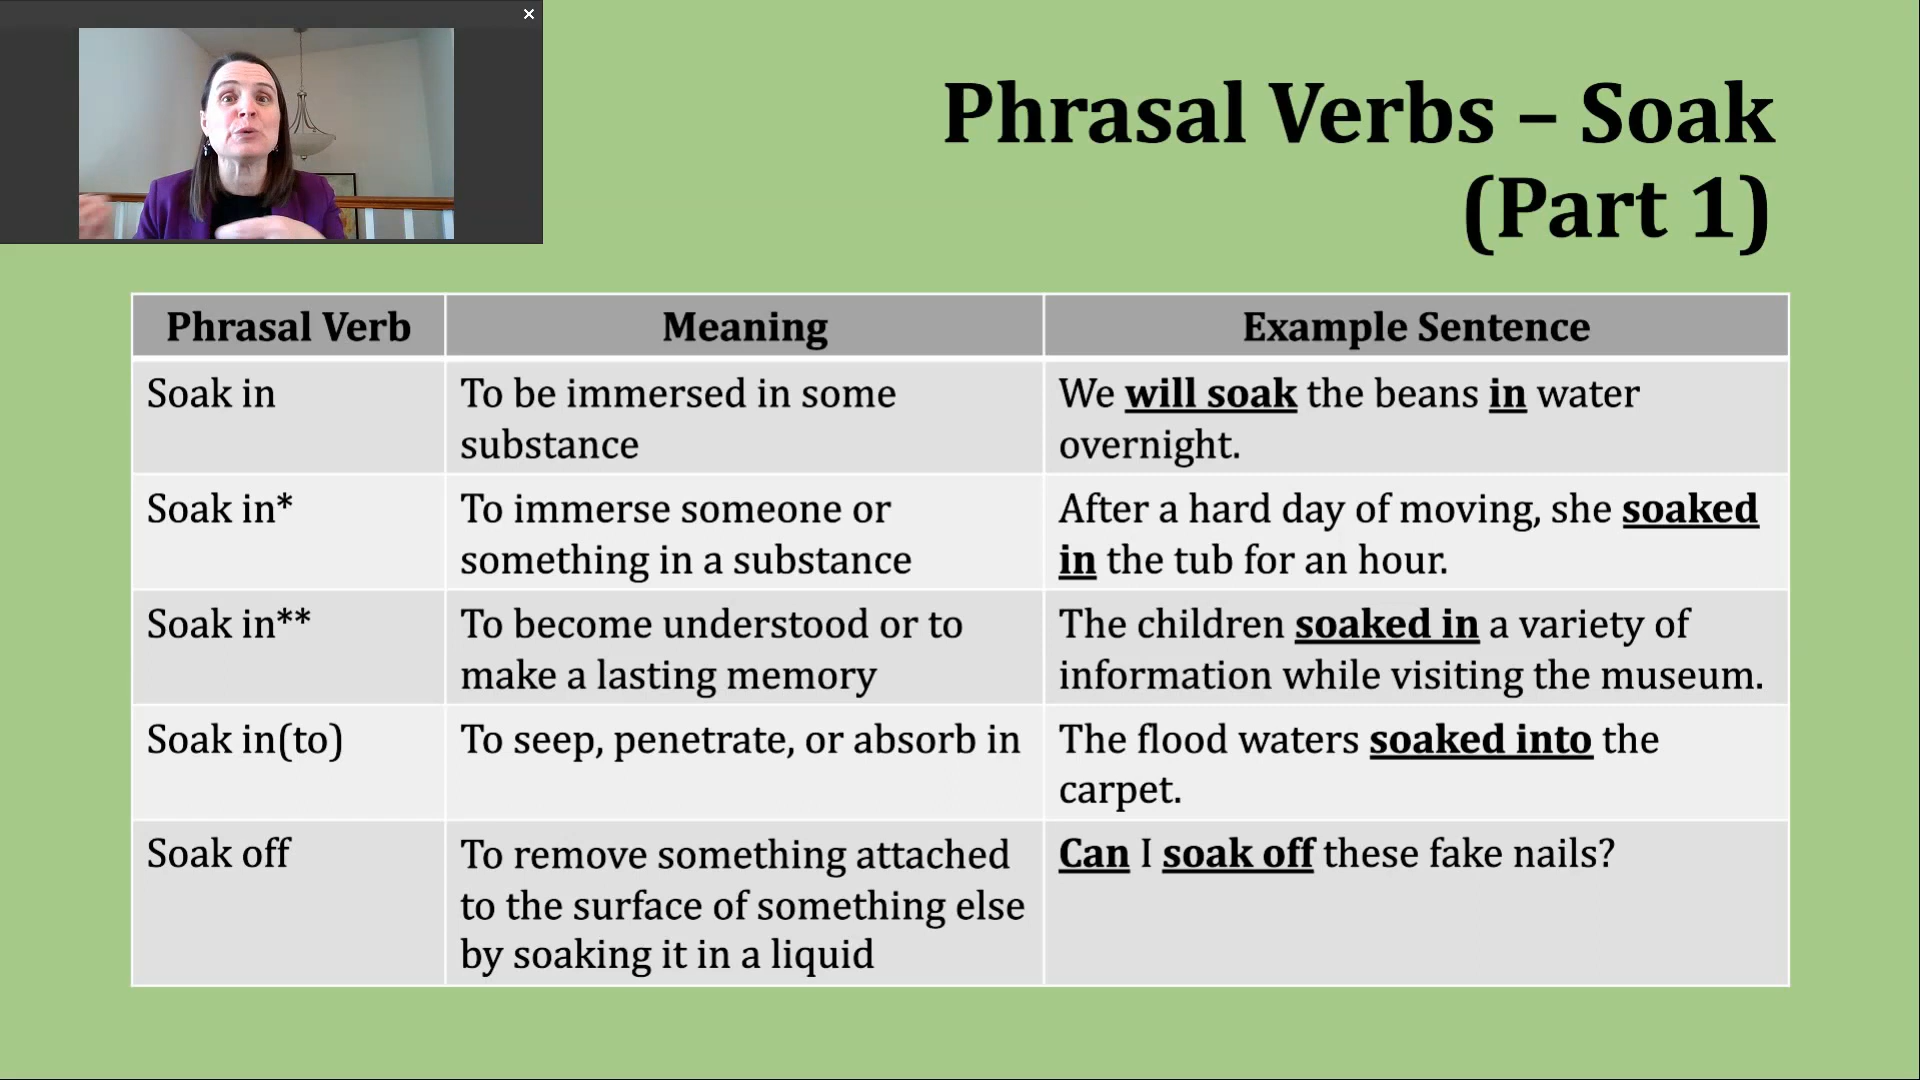 Phrasal Verbs – Soak
(Part 1)
Phrasal Verb
Meaning
Example Sentence
Soak in
To be immersed in some
substance
We will soak the beans in water
overnight.
Soak in*
To immerse someone or
something in a substance
After a hard day of moving, she soaked
in the tub for an hour.
Soak in**
To become understood or to
make a lasting memory
The children soaked in a variety of
information while visiting the museum.
Soak in(to)
To seep, penetrate, or absorb in
The flood waters soaked into the
carpet.
Soak off
To remove something attached
to the surface of something else
by soaking it in a liquid
Can I soak off these fake nails?